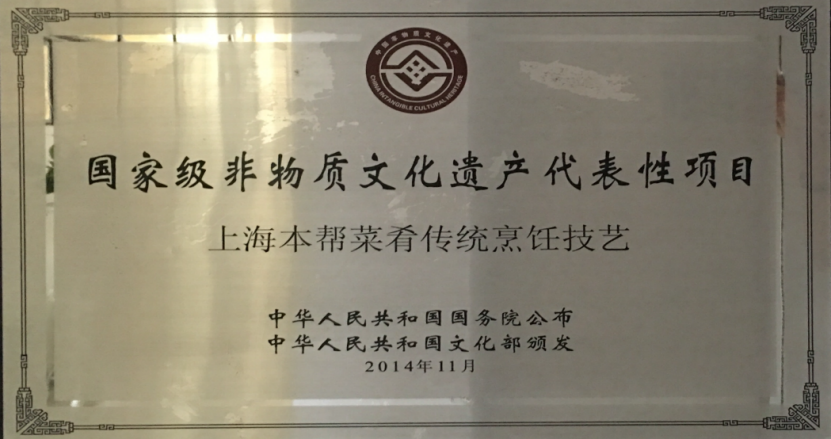 中国非物质文化遗产
CHINA INTANGIBLE CULTURAL HERITAGE
国家级非物质文化遗产代表性项目
上海本帮菜肴传统烹饪技艺
中华人民共和国国务院公布
中华人民共和国文化部颁发
2014年11月